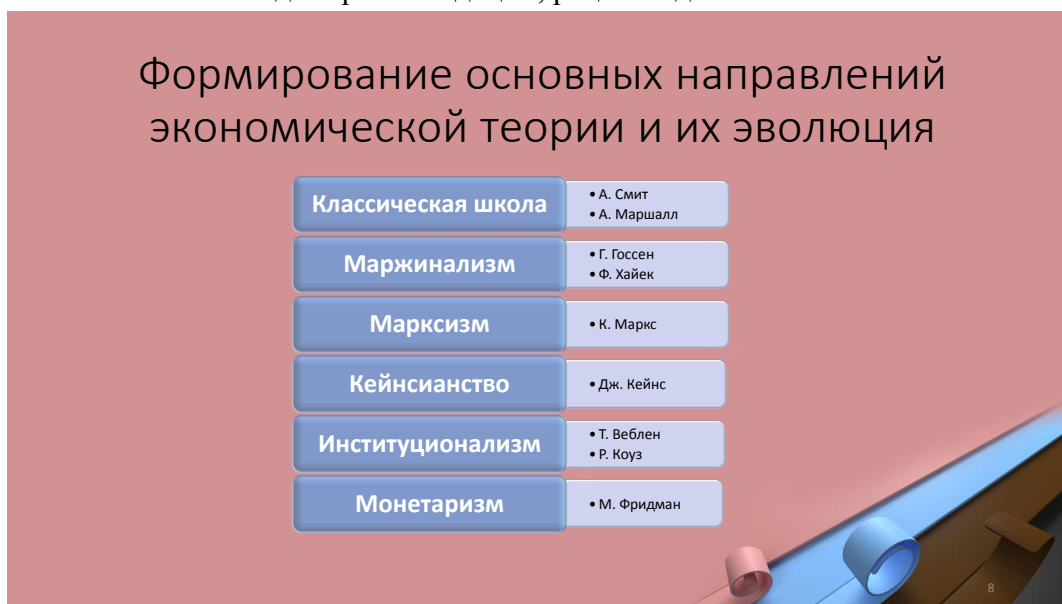 Формирование основных направлений
экономической теории и их эволюция
Классическая школа
• А. Смит
• А. Маршалл
Маржинализм
• Г. Госсен
• Ф. Хайек
Марксизм
• К. Маркс
Кейнсианство
• Дж. Кейнс
Институционализм
• Т. Веблен
• Р. Коуз
Монетаризм
• М. Фридман
8